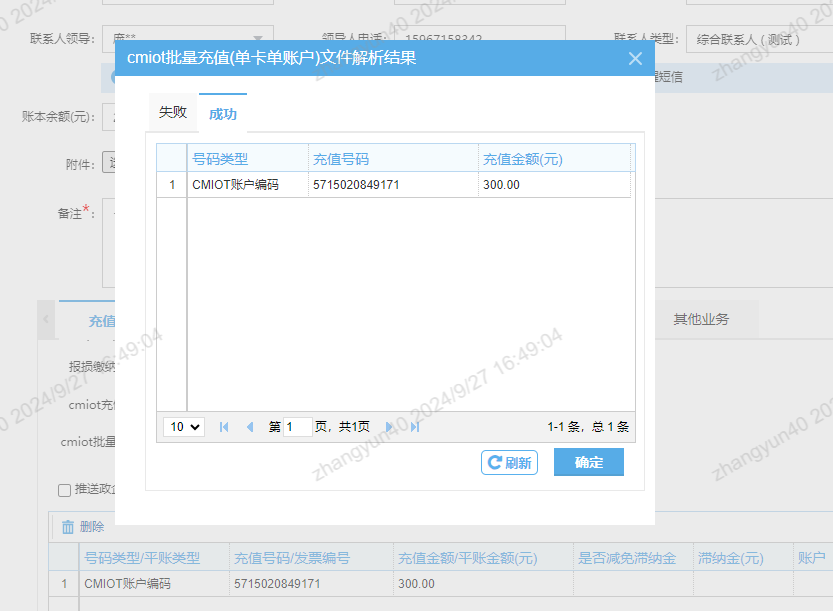 联系人领导:
席**
领导人电话:
15967158342
联系人类型:
综合联系人（测试）
cmiot批量充值(单卡单账户)文件解析结果
程短信
失败
成功
账本余额(元):
号码类型 充值号码 充值金额(元)
附件:
1 CMIOT账户编码 5715020849171 300.00
备注*:
充值
其他业务
报损缴纳
cmiot充值
cmiot批量
10 第 1 页，共1页 1-1 条，总 1 条
刷新 确定
推送政企
删除
号码类型/平账类型 充值号码/发票编号 充值金额/平账金额(元) 是否减免滞纳金 滞纳金(元) 账户
1 CMIOT账户编码 5715020849171 300.00
zhangyun40 2024/9/27 16:49:04